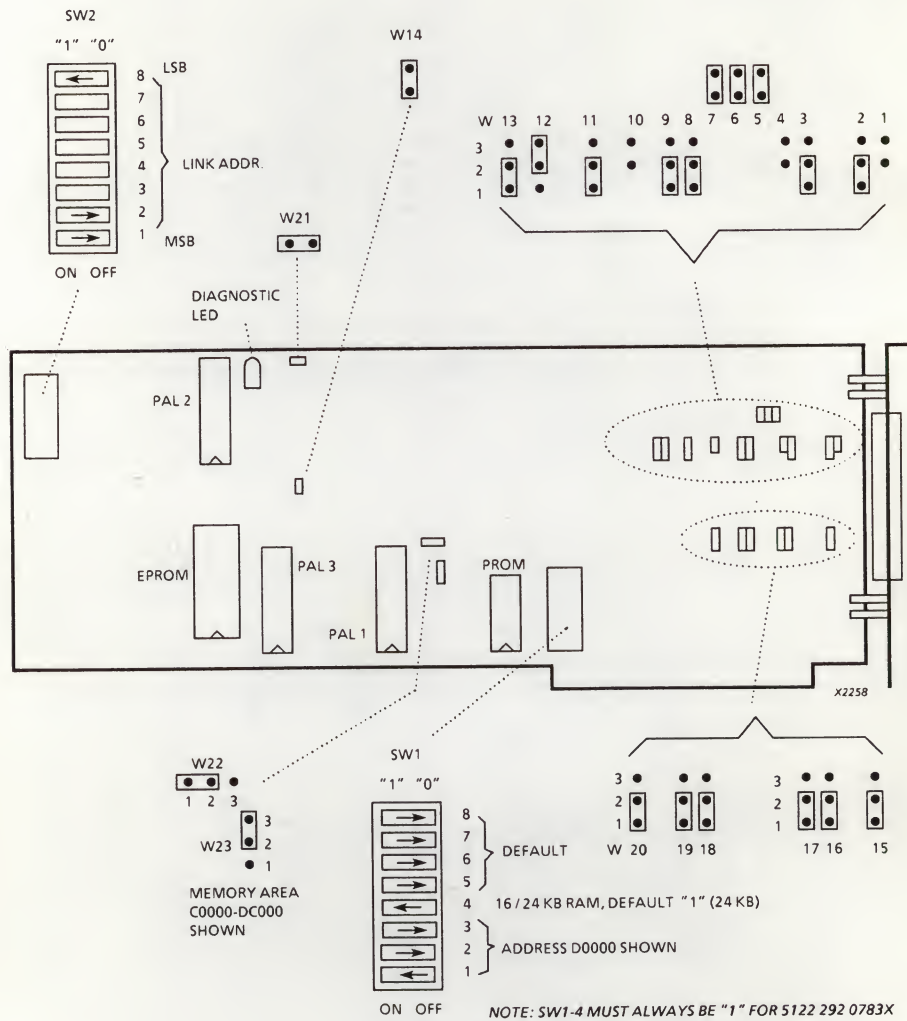 SW2
"1" "0"
8 LSB
7
6
5
4
3
2
1 MSB
LINK ADDR.
ON OFF
W14
W21
DIAGNOSTIC
LED
7 6 5
W 13 12 11 10 9 8 4 3 2 1
3
2
1
PAL 2
EPROM
PAL 3
PAL 1
PROM
X2258
W22
1 2 3
W23
3
2
1
MEMORY AREA
C0000-DC000
SHOWN
SW1
"1" "0"
8
7
6
5
DEFAULT
4 16/24 KB RAM, DEFAULT "1" (24 KB)
3
2
1
ADDRESS D0000 SHOWN
ON OFF
3 3 3
2 2 2
1 1 1
W 20 19 18 17 16 15
NOTE: SW1-4 MUST ALWAYS BE "1" FOR 5122 292 0783X